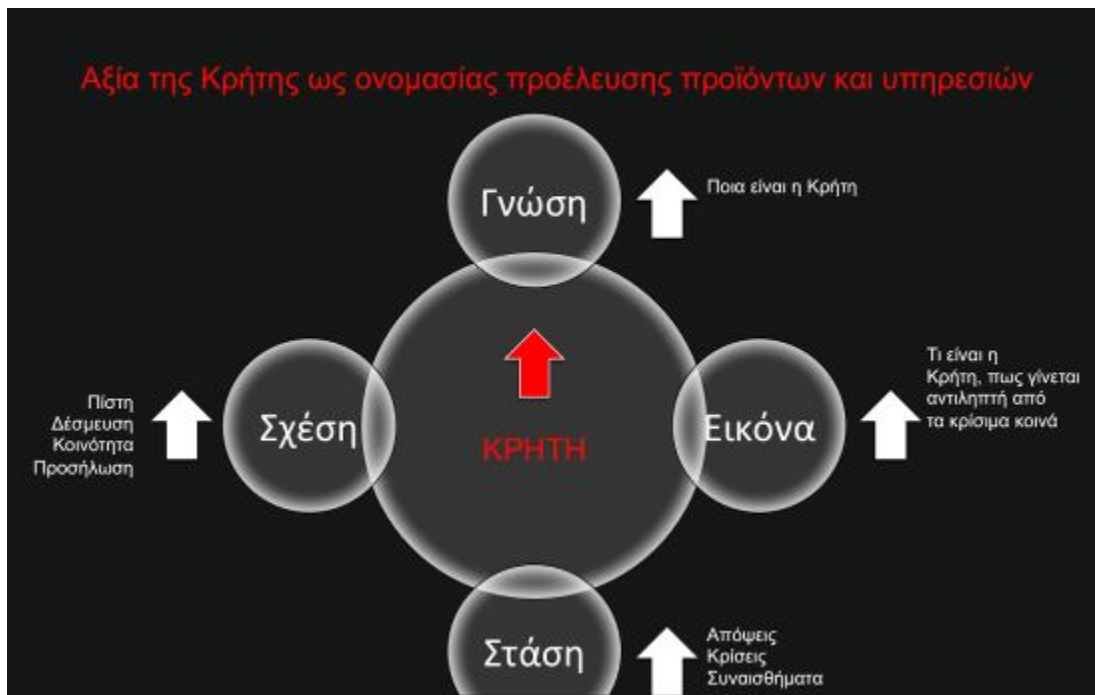 Αξία της Κρήτης ως ονομασίας προέλευσης προϊόντων και υπηρεσιών
Γνώση
Ποια είναι η Κρήτη
Πίστη
Δέσμευση
Κοινότητα
Προσήλωση
Σχέση
ΚΡΗΤΗ
Εικόνα
Τι είναι η
Κρήτη, πως γίνεται
αντιληπτή από
τα κρίσιμα κοινά
Στάση
Απόψεις
Κρίσεις
Συναισθήματα